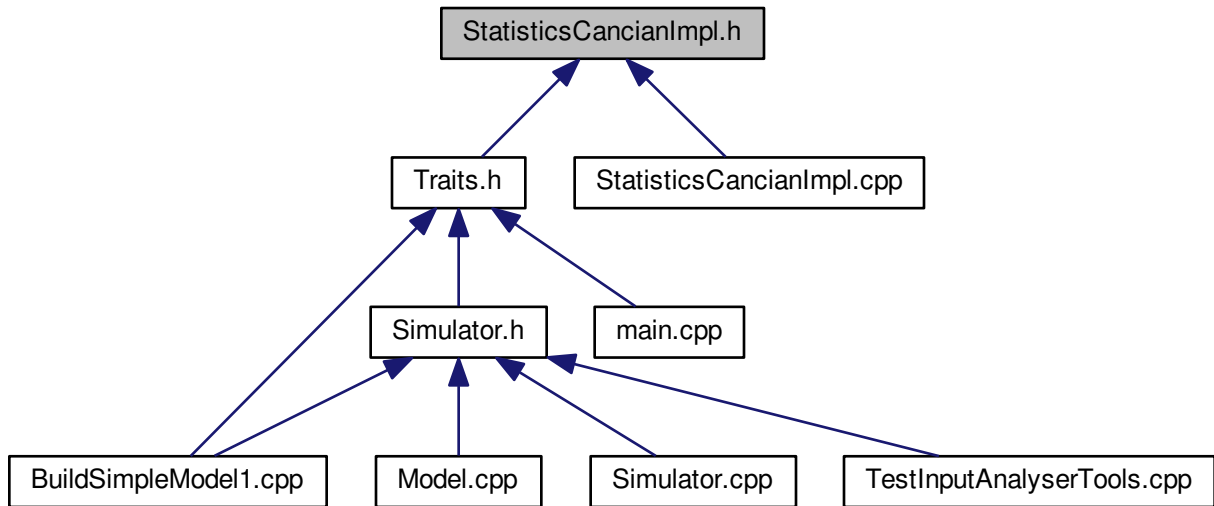 StatisticsCancianImpl.h
Traits.h
StatisticsCancianImpl.cpp
Simulator.h
main.cpp
BuildSimpleModel1.cpp
Model.cpp
Simulator.cpp
TestInputAnalyserTools.cpp